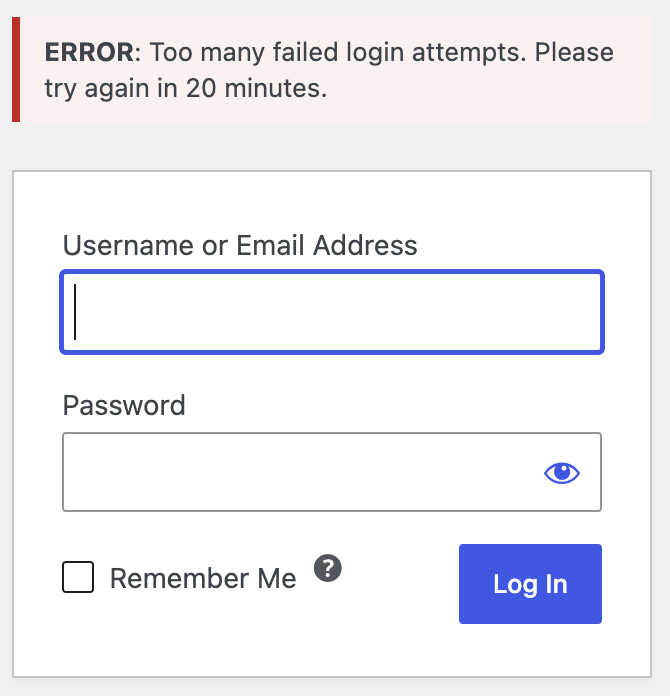 ERROR: Too many failed login attempts. Please
try again in 20 minutes.
Username or Email Address
Password
Remember Me ?
Log In